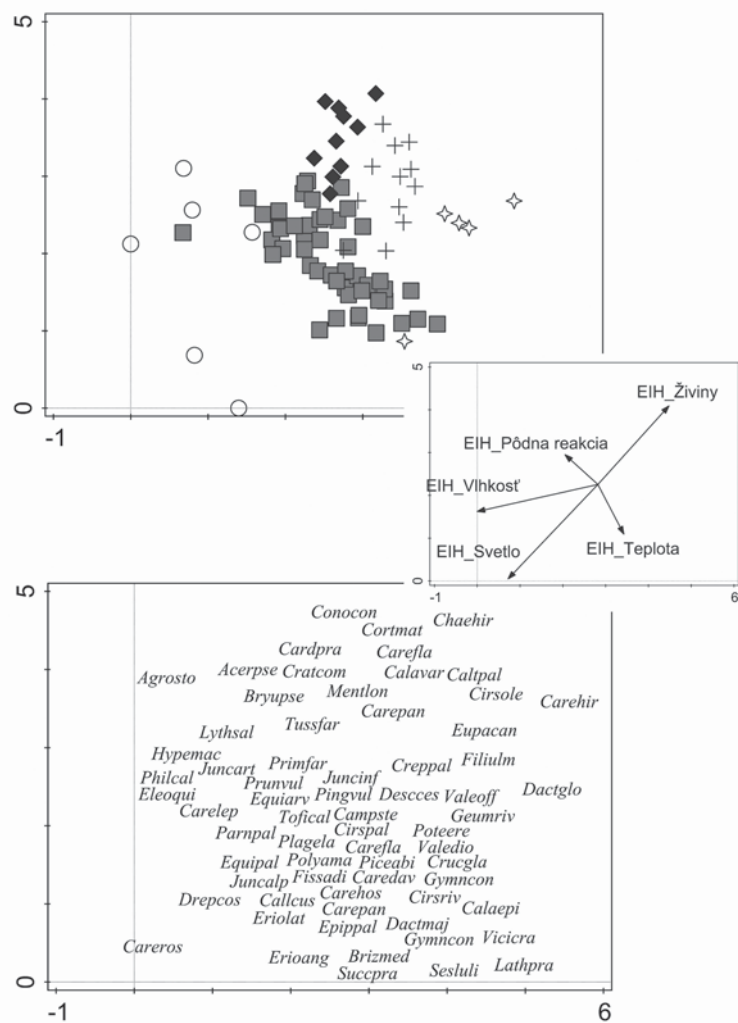 5
0
-1
5
EIH_Živiny
EIH_Pôdna reakcia
EIH_Vlhkosť
EIH_Svetlo
EIH_Teplota
0
-1
6
5
Conocon
Chaehir
Cortmat
Cardpra
Carefla
Acerpse
Cratcom
Calavar
Caltpal
Agrosto
Mentlon
Cirsole
Bryupse
Carehir
Carepan
Tussfar
Eupacan
Lythsal
Hypemac
Filiulm
Juncart
Primfar
Creppal
Philcal
Juncinf
Prunvul
Dactglo
Eleoqui
Equiarv
Pingvul
Descces
Valeoff
Carelep
Tofical
Campste
Geumriv
Parnpal
Cirspal
Poteere
Plagela
Carefla
Valedio
Equipal
Polyama
Piceabi
Crucgla
Juncalp
Fissadi
Caredav
Gymncon
Drepcos
Callcus
Carehos
Cirsriv
Carepan
Calaepi
Eriolat
Epippal
Dactmaj
Careros
Gymncon
Vicicra
Erioang
Brizmed
Succpra
Sesluli
Lathpra
0
-1
6